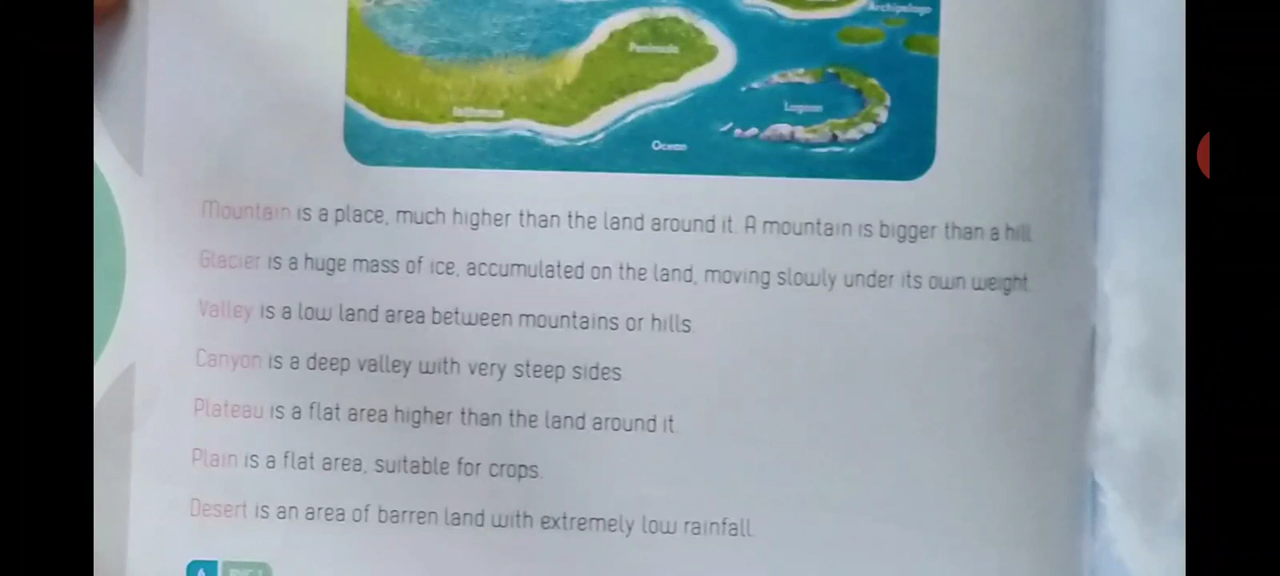 Archipelago
Peninsula
Lagoon
Isthmus
Ocean
Mountain is a place, much higher than the land around it. A mountain is bigger than a hill.
Glacier is a huge mass of ice, accumulated on the land, moving slowly under its own weight.
Valley is a low land area between mountains or hills.
Canyon is a deep valley with very steep sides.
Plateau is a flat area higher than the land around it.
Plain is a flat area, suitable for crops.
Desert is an area of barren land with extremely low rainfall.
6